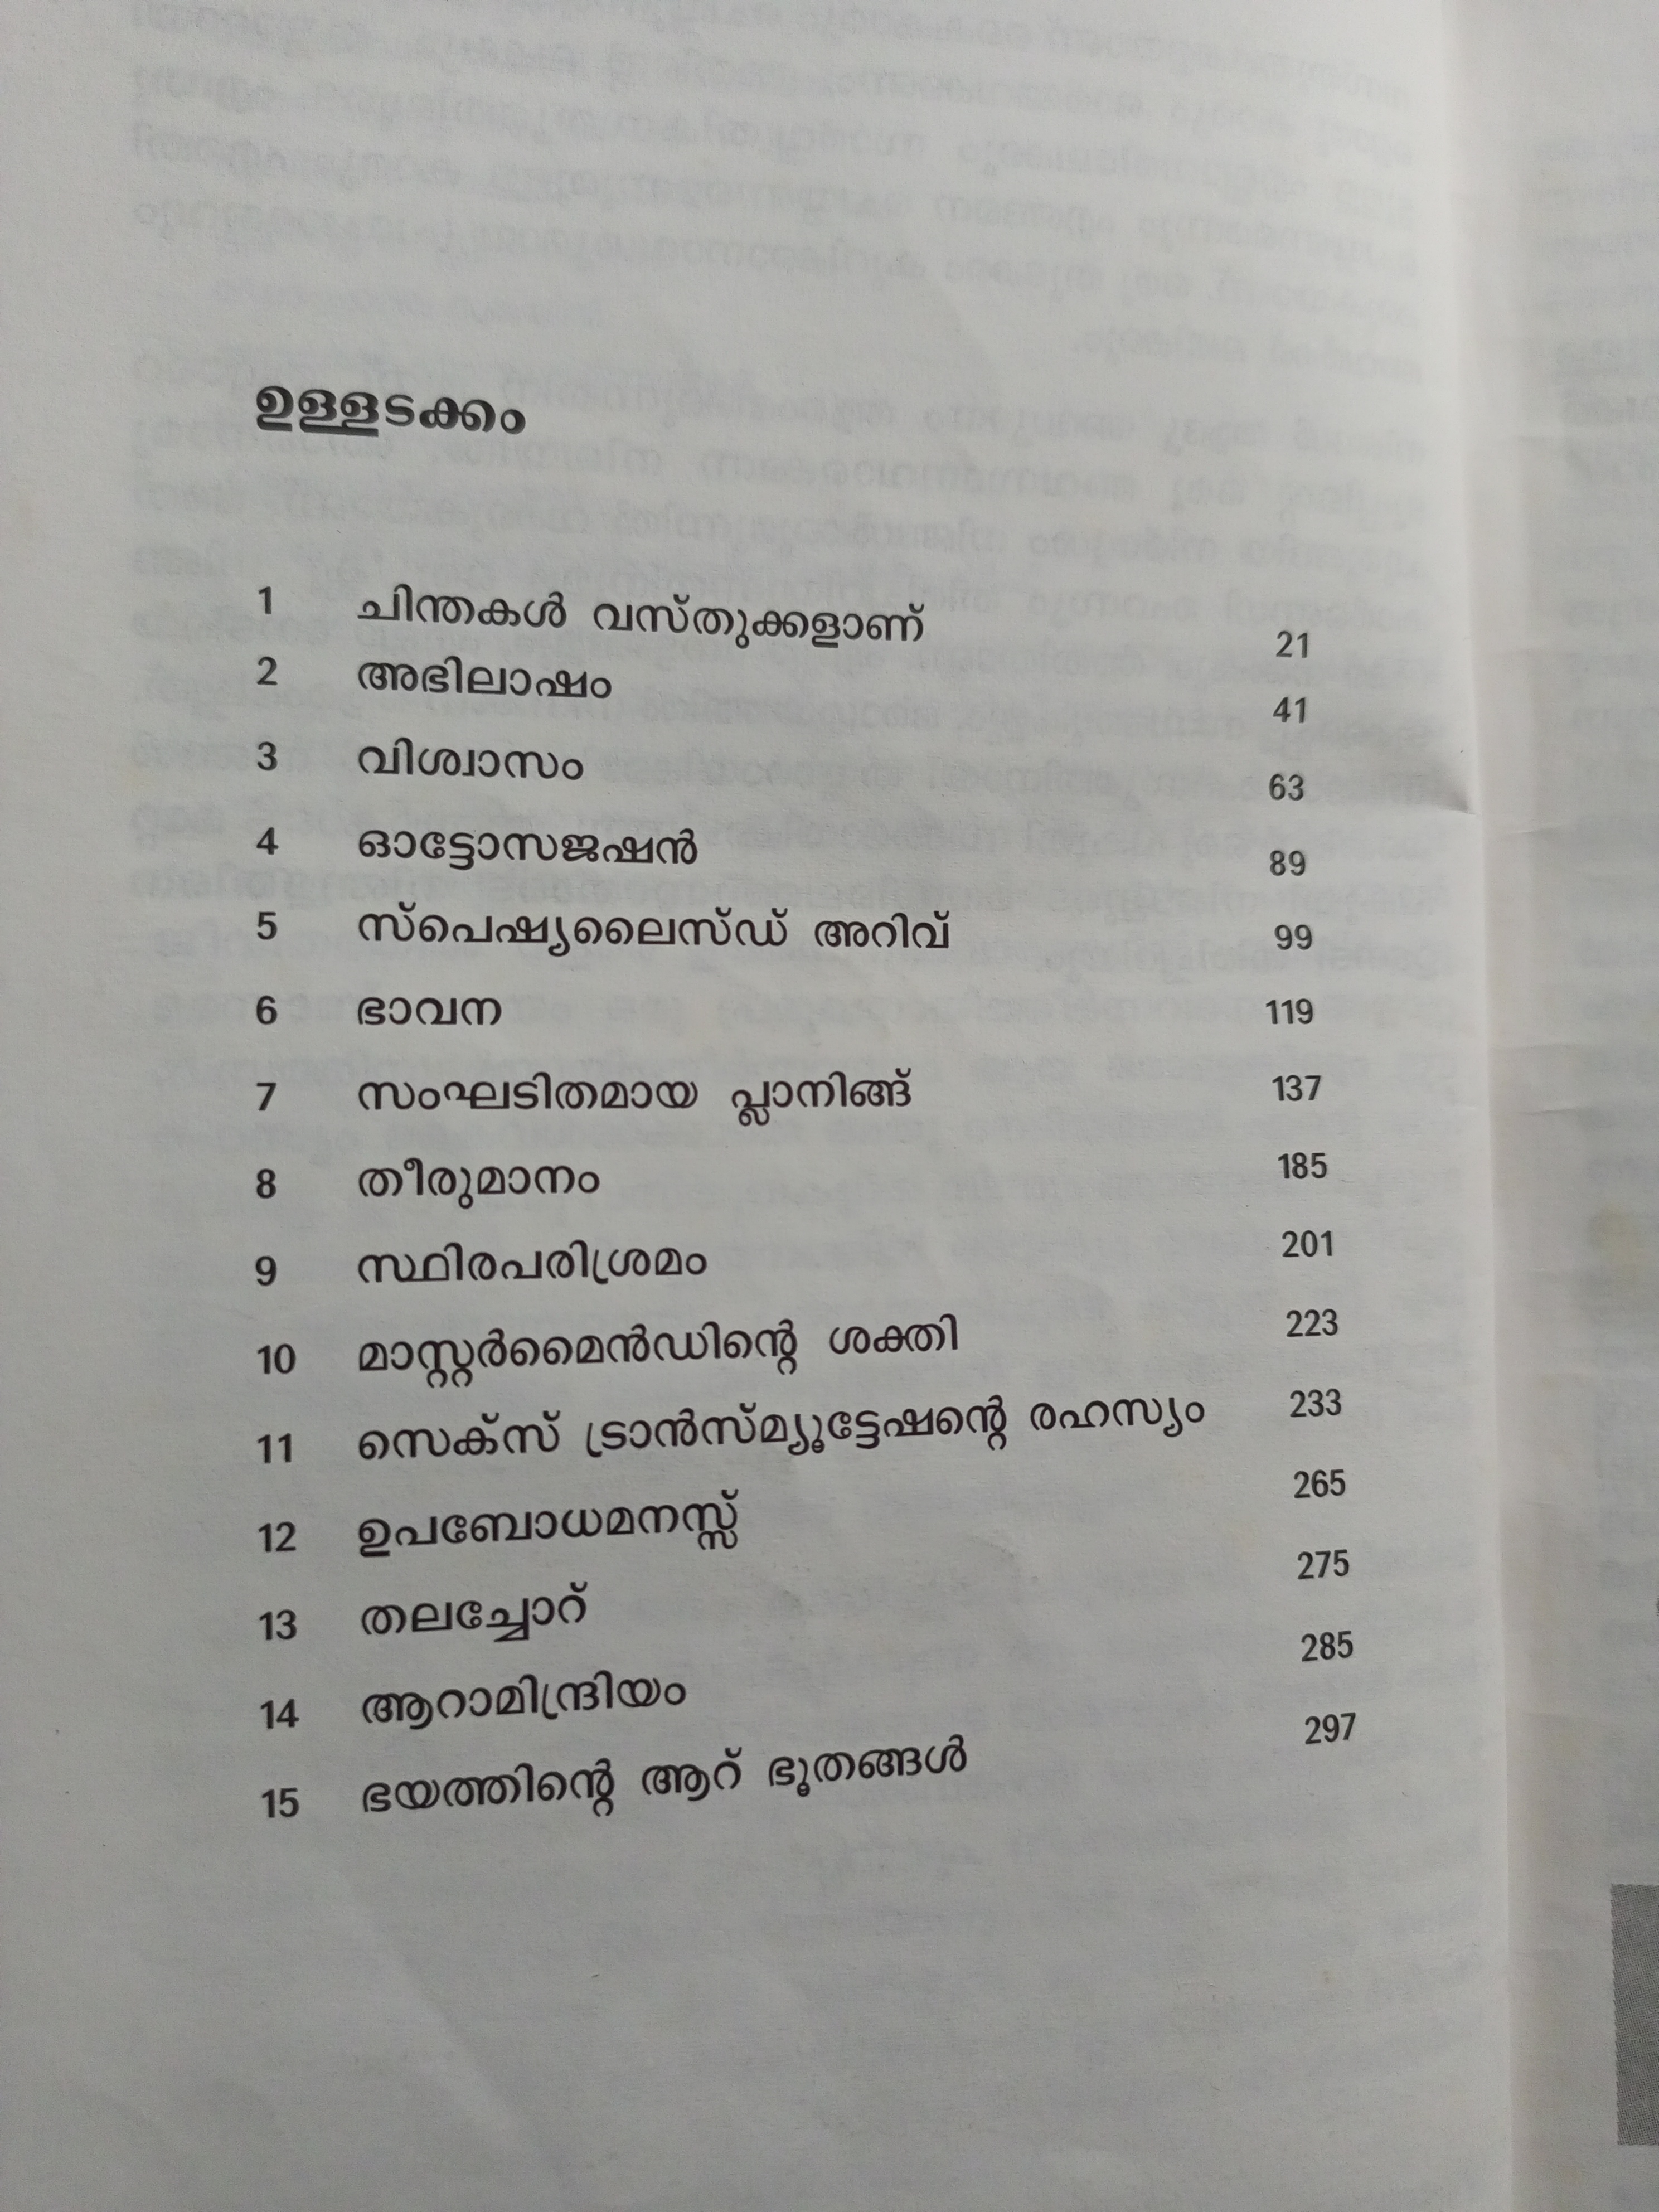 ഉള്ളടക്കം
1 ചിന്തകൾ വസ്തുക്കളാണ് 21
2 അഭിലാഷം 41
3 വിശ്വാസം 63
4 ഓട്ടോസജഷൻ 89
5 സ്പെഷ്യലൈസ്ഡ് അറിവ് 99
6 ഭാവന 119
7 സംഘടിതമായ പ്ലാനിങ്ങ് 137
8 തീരുമാനം 185
9 സ്ഥിരപരിശ്രമം 201
10 മാസ്റ്റർമൈൻഡിന്റെ ശക്തി 223
11 സെക്സ് ട്രാൻസ്മ്യൂട്ടേഷന്റെ രഹസ്യം 233
12 ഉപബോധമനസ്സ് 265
13 തലച്ചോറ് 275
14 ആറാമിന്ദ്രിയം 285
15 ഭയത്തിന്റെ ആറ് ഭൂതങ്ങൾ 297